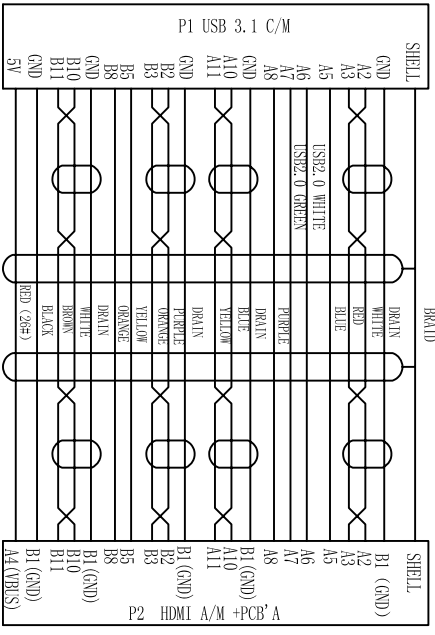 P1 USB 3.1 C/M
5V
GND
B11
B10
GND
B8
B5
B3
B2
GND
A11
A10
GND
A8
A7
A6
A5
A3
A2
GND
SHELL
USB2.0 GREEN
USB2.0 WHITE
RED (26#)
BLACK
BROWN
WHITE
DRAIN
ORANGE
YELLOW
ORANGE
PURPLE
DRAIN
YELLOW
BLUE
DRAIN
PURPLE
BLUE
RED
WHITE
DRAIN
BRAID
A4(VBUS)
B1(GND)
B11
B10
B1(GND)
B8
B5
B3
B2
B1(GND)
A11
A10
B1(GND)
A8
A7
A6
A5
A3
A2
B1 (GND)
SHELL
P2 HDMI A/M +PCB'A